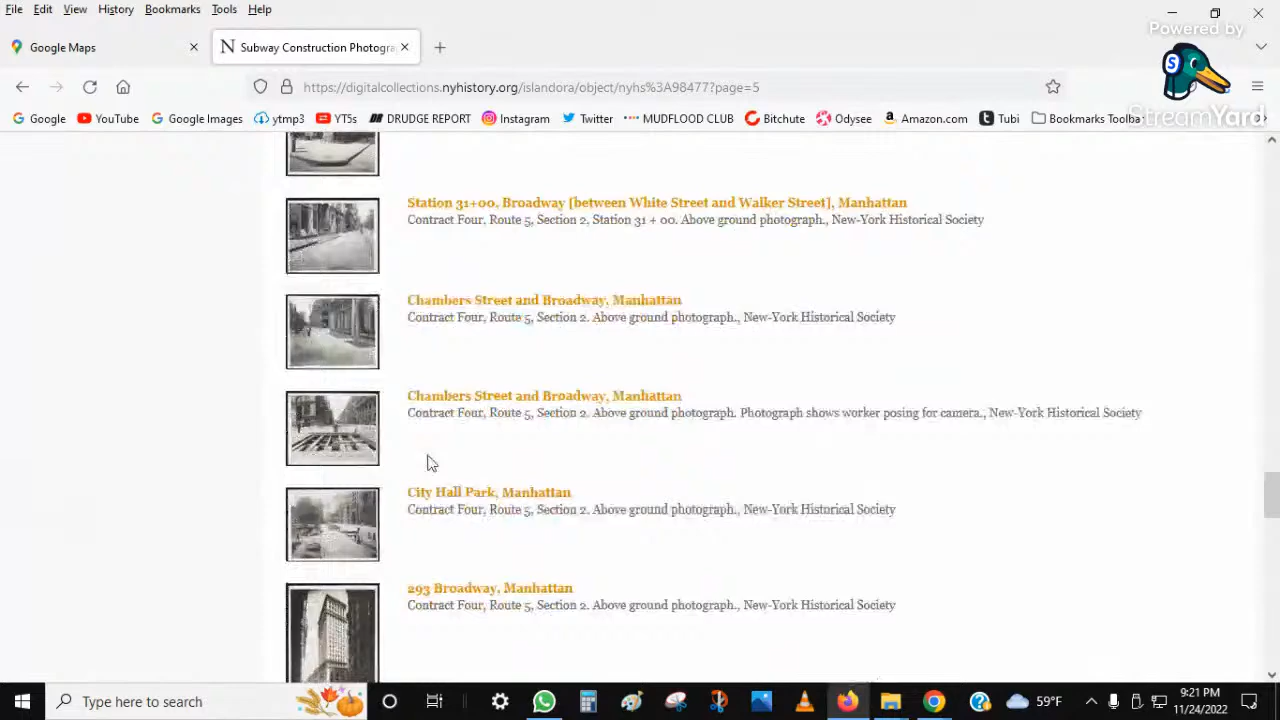 File Edit View History Bookmarks Tools Help
Powered by
Google Maps
N Subway Construction Photogra
https://digitalcollections.nyhistory.org/islandora/object/nyhs%3A98477?page=5
StreamYard
Google YouTube Google Images ytmp3 YT5s DRUDGE REPORT Instagram Twitter MUDFLOOD CLUB Bitchute Odysee Amazon.com Tubi Bookmarks Toolba
Station 31+00, Broadway [between White Street and Walker Street], Manhattan
Contract Four, Route 5, Section 2, Station 31 + 00. Above ground photograph., New-York Historical Society
Chambers Street and Broadway, Manhattan
Contract Four, Route 5, Section 2. Above ground photograph., New-York Historical Society
Chambers Street and Broadway, Manhattan
Contract Four, Route 5, Section 2. Above ground photograph. Photograph shows worker posing for camera., New-York Historical Society
City Hall Park, Manhattan
Contract Four, Route 5, Section 2. Above ground photograph., New-York Historical Society
293 Broadway, Manhattan
Contract Four, Route 5, Section 2. Above ground photograph., New-York Historical Society
Type here to search
59°F
9:21 PM
11/24/2022